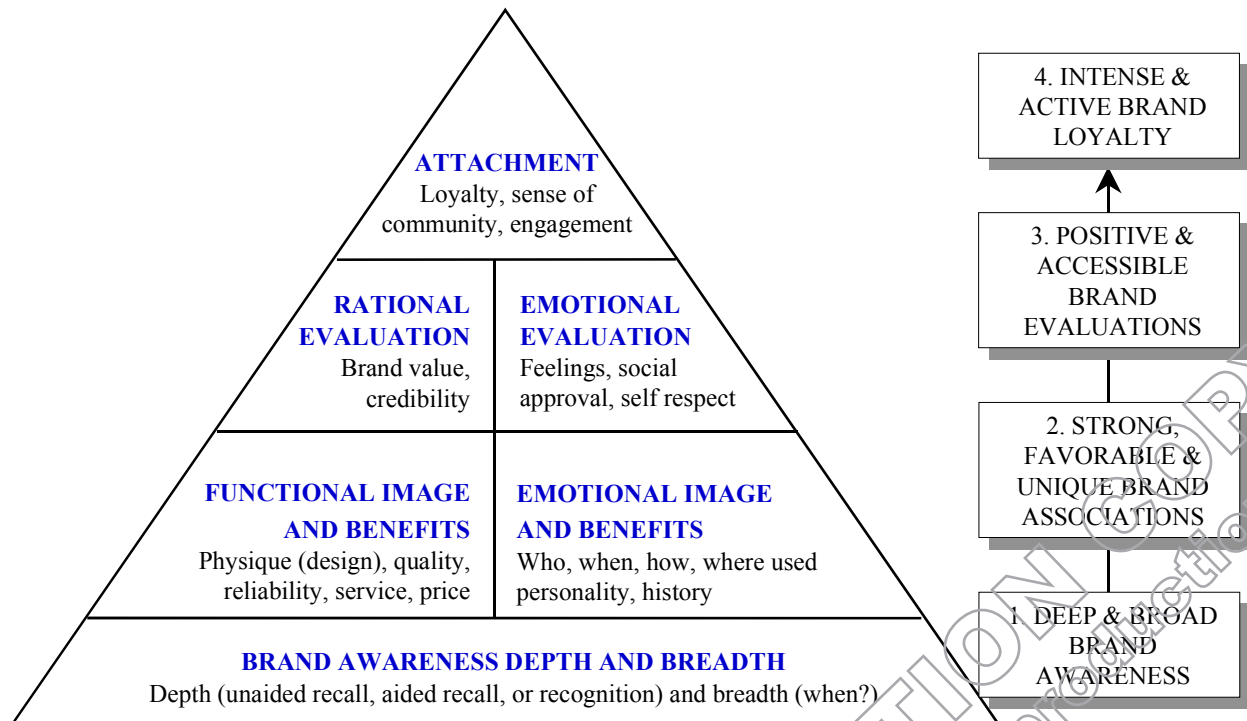 ATTACHMENT
Loyalty, sense of
community, engagement
RATIONAL
EVALUATION
Brand value,
credibility
EMOTIONAL
EVALUATION
Feelings, social
approval, self respect
FUNCTIONAL IMAGE
AND BENEFITS
Physique (design), quality,
reliability, service, price
EMOTIONAL IMAGE
AND BENEFITS
Who, when, how, where used
personality, history
BRAND AWARENESS DEPTH AND BREADTH
Depth (unaided recall, aided recall, or recognition) and breadth (when?)
4. INTENSE &
ACTIVE BRAND
LOYALTY
3. POSITIVE &
ACCESSIBLE
BRAND
EVALUATIONS
2. STRONG,
FAVORABLE &
UNIQUE BRAND
ASSOCIATIONS
1. DEEP & BROAD
BRAND
AWARENESS